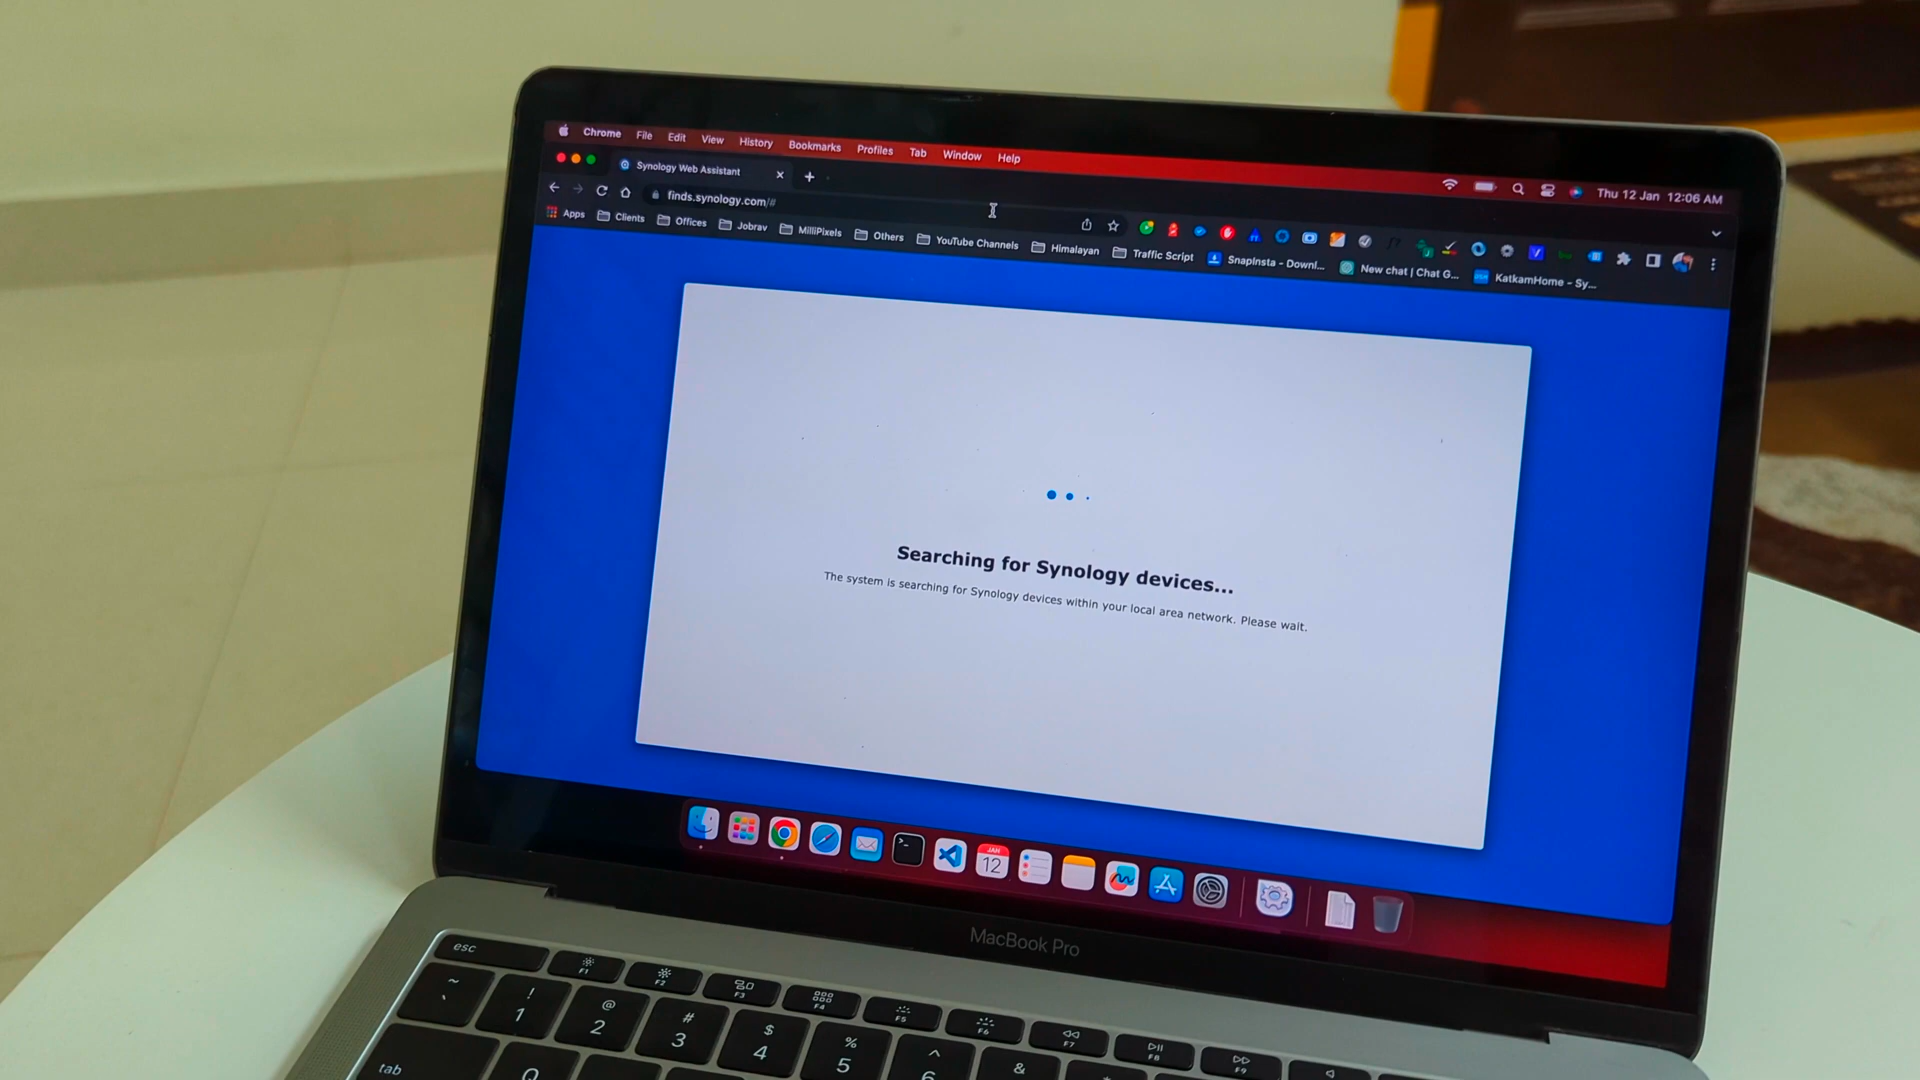 Chrome File Edit View History Bookmarks Profiles Tab Window Help Thu 12 Jan 12:06 AM
Synology Web Assistant
finds.synology.com/#
Apps Clients Offices Jobrav MilliPixels Others YouTube Channels Himalayan Traffic Script SnapInsta - Downl... New chat | Chat G... KatkamHome - Sy...
Searching for Synology devices...
The system is searching for Synology devices within your local area network. Please wait.
JAN
12
MacBook Pro
esc F1 F2 F3 F4 F5 F6 F7 F8 F9
~ ! @ # $ % ^ &
` 1 2 3 4 5 6
tab Q